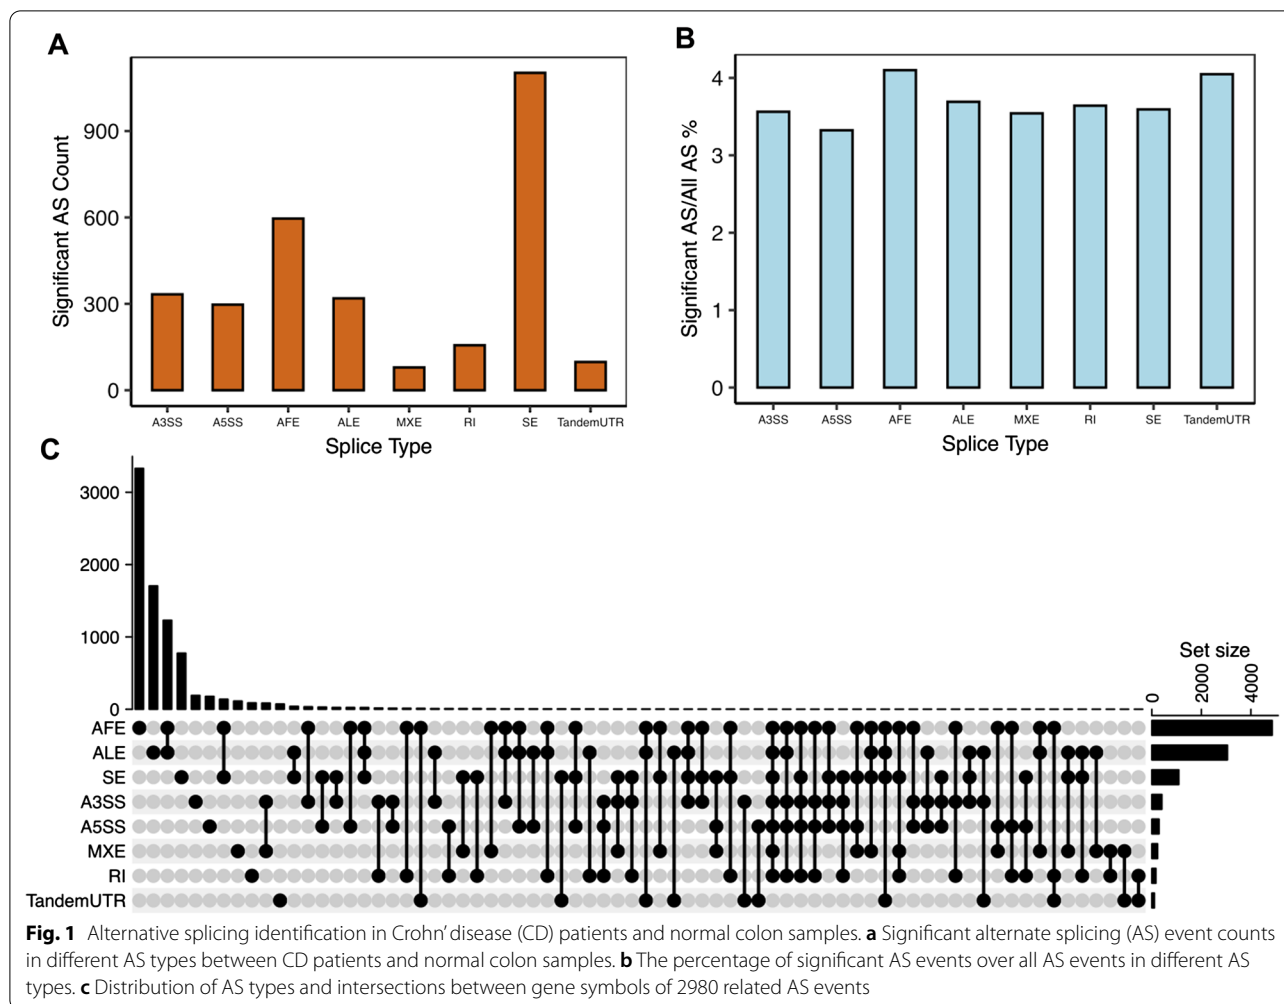 A
Significant AS Count
900
600
300
0
A3SS A5SS AFE ALE MXE RI SE TandemUTR
Splice Type
B
Significant AS/All AS %
4
3
2
1
0
A3SS A5SS AFE ALE MXE RI SE TandemUTR
Splice Type
C
3000
2000
1000
0
Set size
0 2000 4000
AFE
ALE
SE
A3SS
A5SS
MXE
RI
TandemUTR
Fig. 1 Alternative splicing identification in Crohn' disease (CD) patients and normal colon samples. a Significant alternate splicing (AS) event counts
in different AS types between CD patients and normal colon samples. b The percentage of significant AS events over all AS events in different AS
types. c Distribution of AS types and intersections between gene symbols of 2980 related AS events